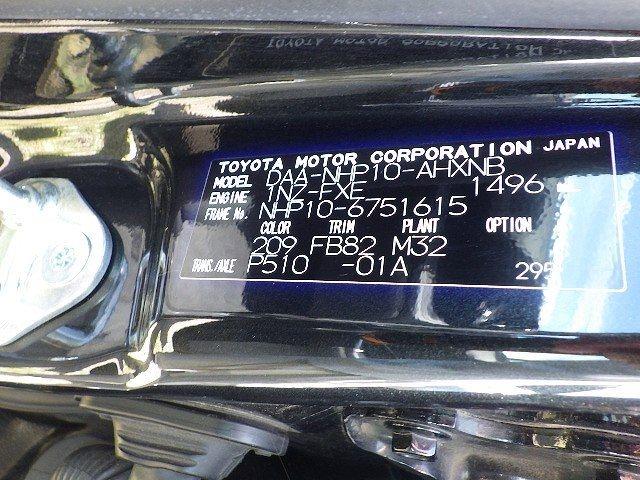 TOYOTA MOTOR CORPORATION JAPAN
MODEL DAA-NHP10-AHXNB
ENGINE 1NZ-FXE 1496
FRAME No. NHP10-6751615
COLOR TRIM PLANT OPTION
209 FB82 M32
TRANS./AXLE P510 -01A 295